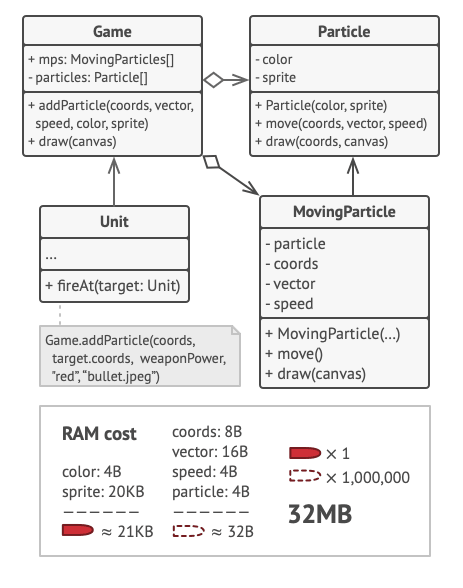 Game
+ mps: MovingParticles[]
- particles: Particle[]
+ addParticle(coords, vector,
speed, color, sprite)
+ draw(canvas)
Particle
- color
- sprite
+ Particle(color, sprite)
+ move(coords, vector, speed)
+ draw(coords, canvas)
Unit
...
+ fireAt(target: Unit)
Game.addParticle(coords,
target.coords, weaponPower,
"red", "bullet.jpeg")
MovingParticle
- particle
- coords
- vector
- speed
+ MovingParticle(...)
+ move()
+ draw(canvas)
RAM cost
color: 4B
sprite: 20KB
------
≈ 21KB
coords: 8B
vector: 16B
speed: 4B
particle: 4B
------
≈ 32B
× 1
× 1,000,000
32MB